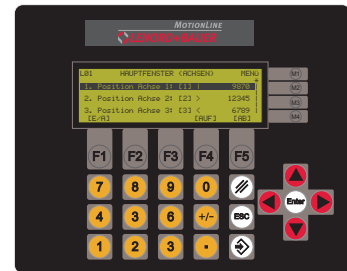 MOTIONLINE
LENORD+BAUER
L01 HAUPTFENSTER (ACHSEN) MENÜ
1. Position Achse 1: [1] | 9870
2. Position Achse 2: [2] > 12345
3. Position Achse 3: [3] < 6789
[E/A] [AUF] [AB]
M1
M2
M3
M4
F1 F2 F3 F4 F5
7 8 9 0
4 3 6 +/- ESC
1 2 3 .
Enter